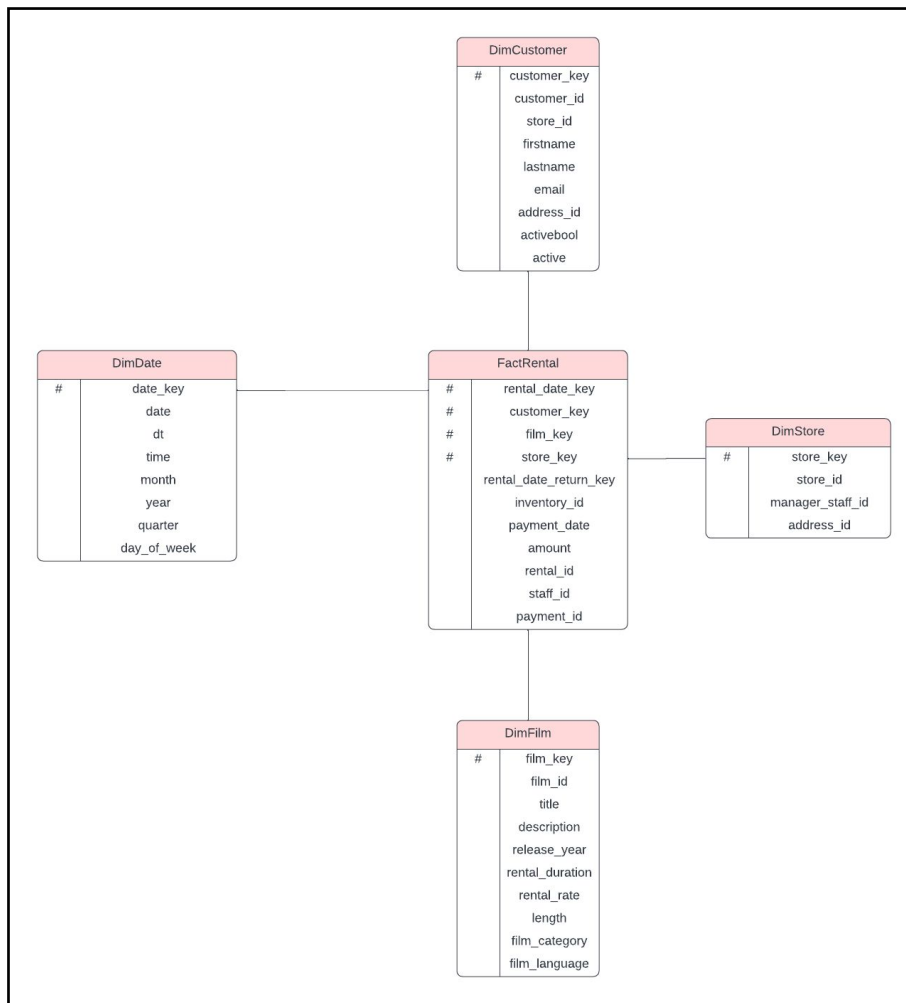 DimCustomer
# customer_key
customer_id
store_id
firstname
lastname
email
address_id
activebool
active
DimDate
# date_key
date
dt
time
month
year
quarter
day_of_week
FactRental
# rental_date_key
# customer_key
# film_key
# store_key
rental_date_return_key
inventory_id
payment_date
amount
rental_id
staff_id
payment_id
DimStore
# store_key
store_id
manager_staff_id
address_id
DimFilm
# film_key
film_id
title
description
release_year
rental_duration
rental_rate
length
film_category
film_language